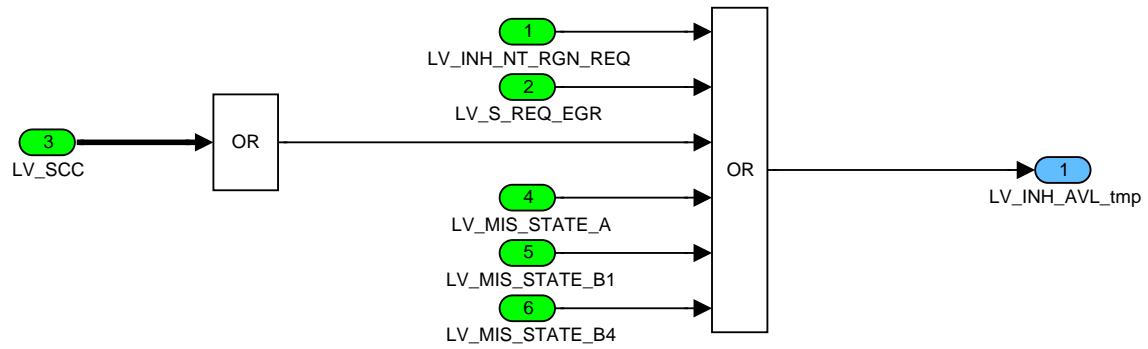 1
LV_INH_NT_RGN_REQ
2
LV_S_REQ_EGR
3
LV_SCC
OR
OR
1
LV_INH_AVL_tmp
4
LV_MIS_STATE_A
5
LV_MIS_STATE_B1
6
LV_MIS_STATE_B4